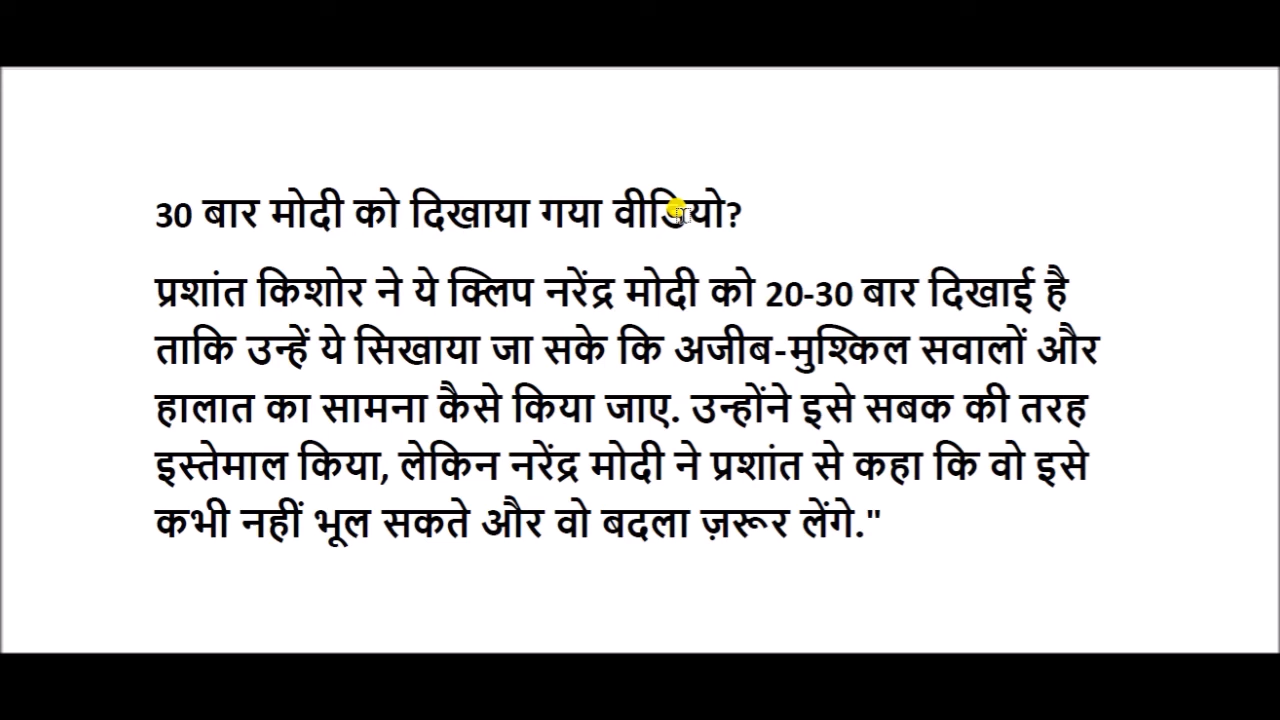 30 बार मोदी को दिखाया गया वीडियो?
प्रशांत किशोर ने ये क्लिप नरेंद्र मोदी को 20-30 बार दिखाई है
ताकि उन्हें ये सिखाया जा सके कि अजीब-मुश्किल सवालों और
हालात का सामना कैसे किया जाए. उन्होंने इसे सबक की तरह
इस्तेमाल किया, लेकिन नरेंद्र मोदी ने प्रशांत से कहा कि वो इसे
कभी नहीं भूल सकते और वो बदला ज़रूर लेंगे."